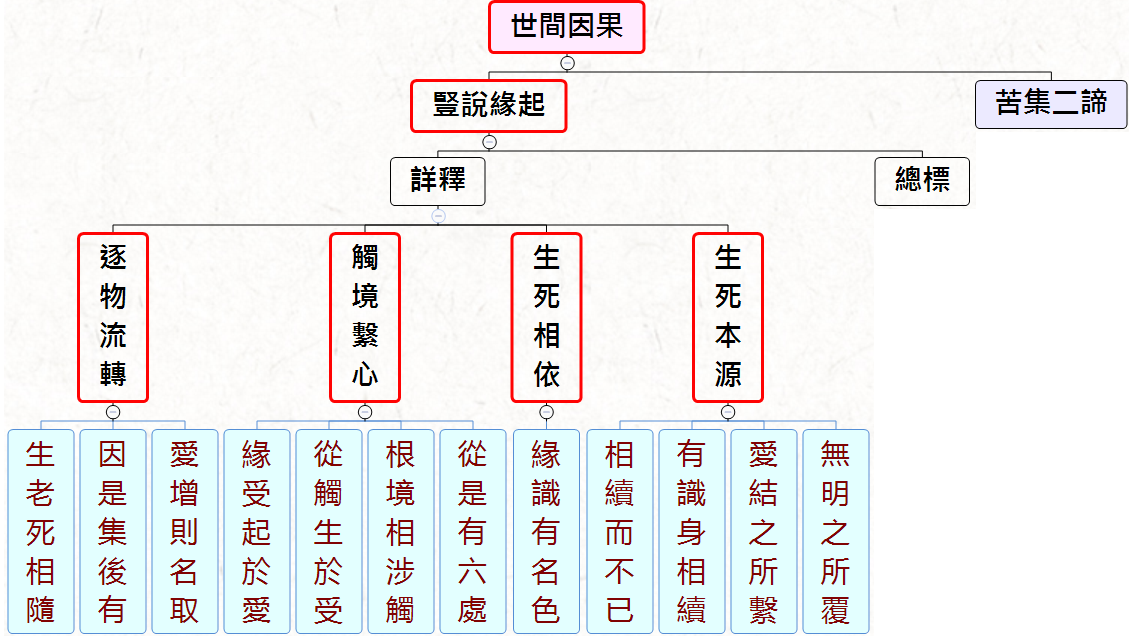 世間因果
苦集二諦
豎說緣起
總標
詳釋
生死本源
生死相依
觸境繫心
逐物流轉
無明之所覆
愛結之所繫
有識身相續
相續而不已
緣識有名色
從是有六處
根境相涉觸
從觸生於受
緣受起於愛
愛增則名取
因是集後有
生老死相隨